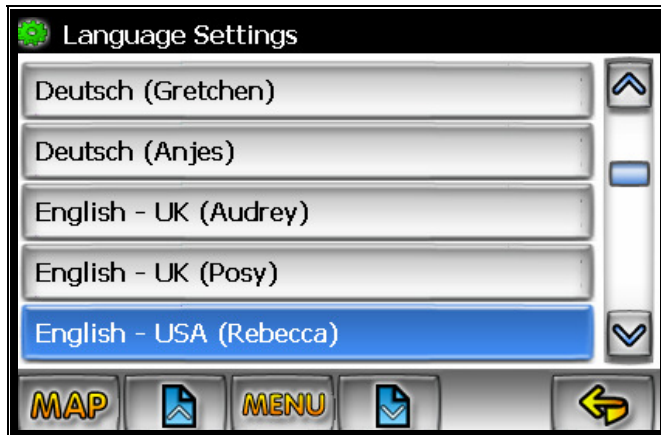 Language Settings
Deutsch (Gretchen)
Deutsch (Anjes)
English - UK (Audrey)
English - UK (Posy)
English - USA (Rebecca)
MAP MENU